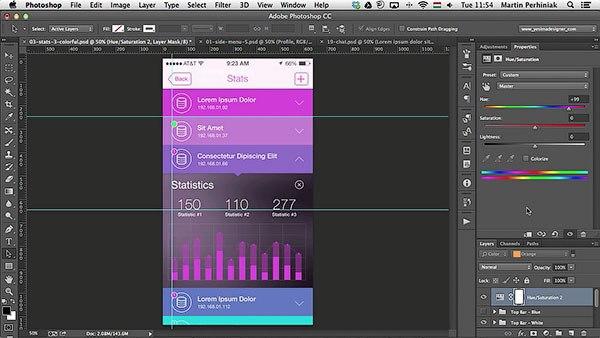 Photoshop File Edit Image Layer Type Select Filter View Window Help Tue 11:54 Martin Perhiniak
Adobe Photoshop CC
Select: Active Layers Fill: Stroke: W: H: Align Edges Constrain Path Dragging www.yesimadesigner.com
03-stats-3-colorful.psd @ 50% (Hue/Saturation 2, Layer Mask/8) * 01-side-menu-5.psd @ 50% (Profile, RGB/ 19-chat.psd @ 50% (Lorem ipsum dolor sit...
Adjustments Properties
Hue/Saturation
Preset: Custom
Master
Hue: +99
Saturation: 0
Lightness: 0
Colorize
AT&T 9:23 AM 66%
Back Stats +
Lorem Ipsum Dolor
192.168.01.02
Sit Amet
192.168.01.37
Consectetur Dipiscing Elit
192.168.01.66
Statistics
150 110 277
Statistic #1 Statistic #2 Statistic #3
Lorem Ipsum Dolor
192.168.01.112
Layers Channels Paths
Color Orange
Normal Opacity: 100%
Lock: Fill: 100%
Hue/Saturation 2
Top Bar - Blue
Top Bar - White
50% Doc: 2.08M/143.6M